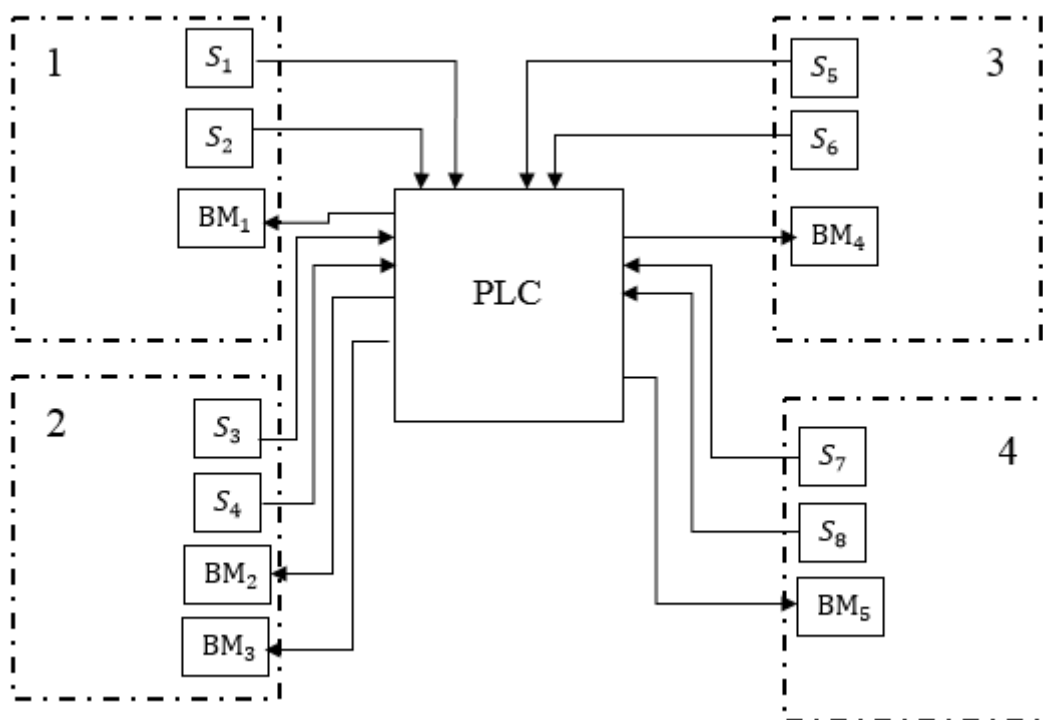 1
S₁
S₂
BM₁
2
S₃
S₄
BM₂
BM₃
PLC
3
S₅
S₆
BM₄
4
S₇
S₈
BM₅